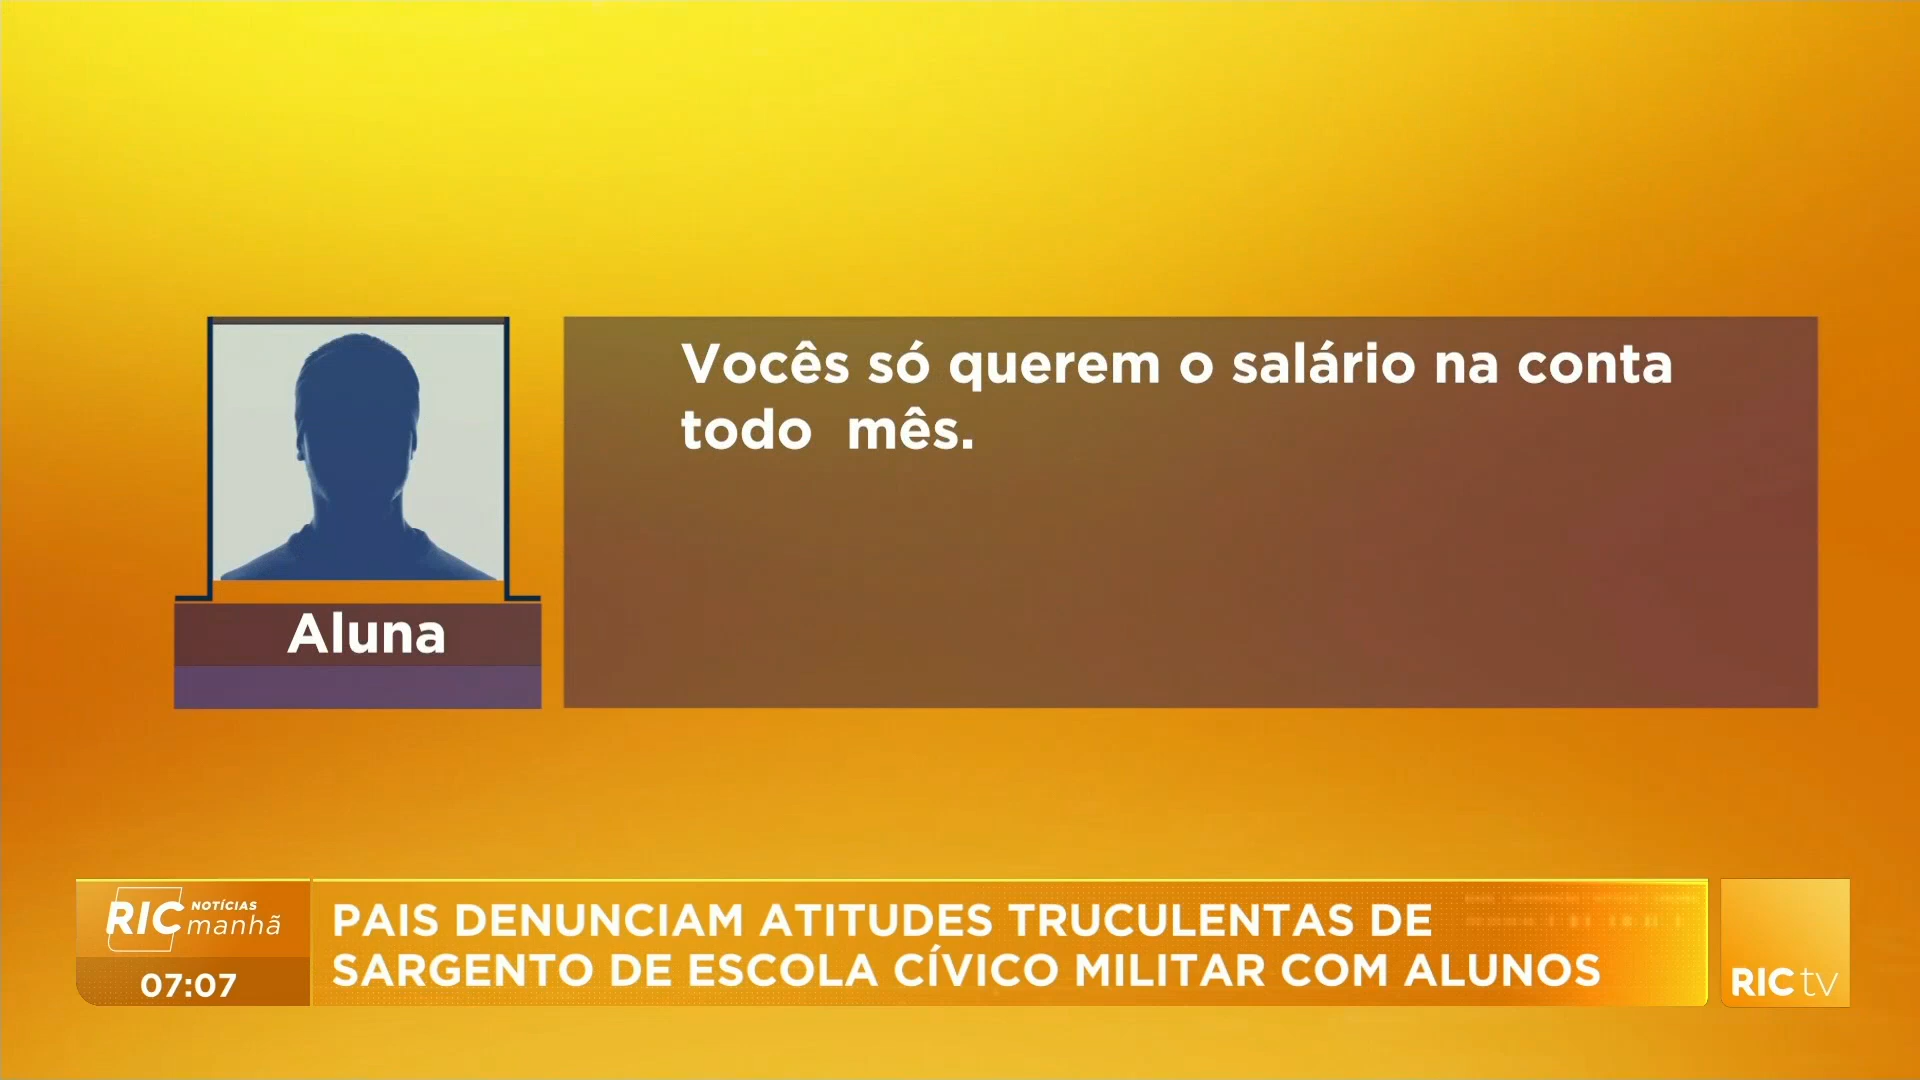 Vocês só querem o salário na conta
todo  mês.
Aluna
RIC NOTÍCIAS
manhã
07:07
PAIS DENUNCIAM ATITUDES TRUCULENTAS DE
SARGENTO DE ESCOLA CÍVICO MILITAR COM ALUNOS
RIC tv